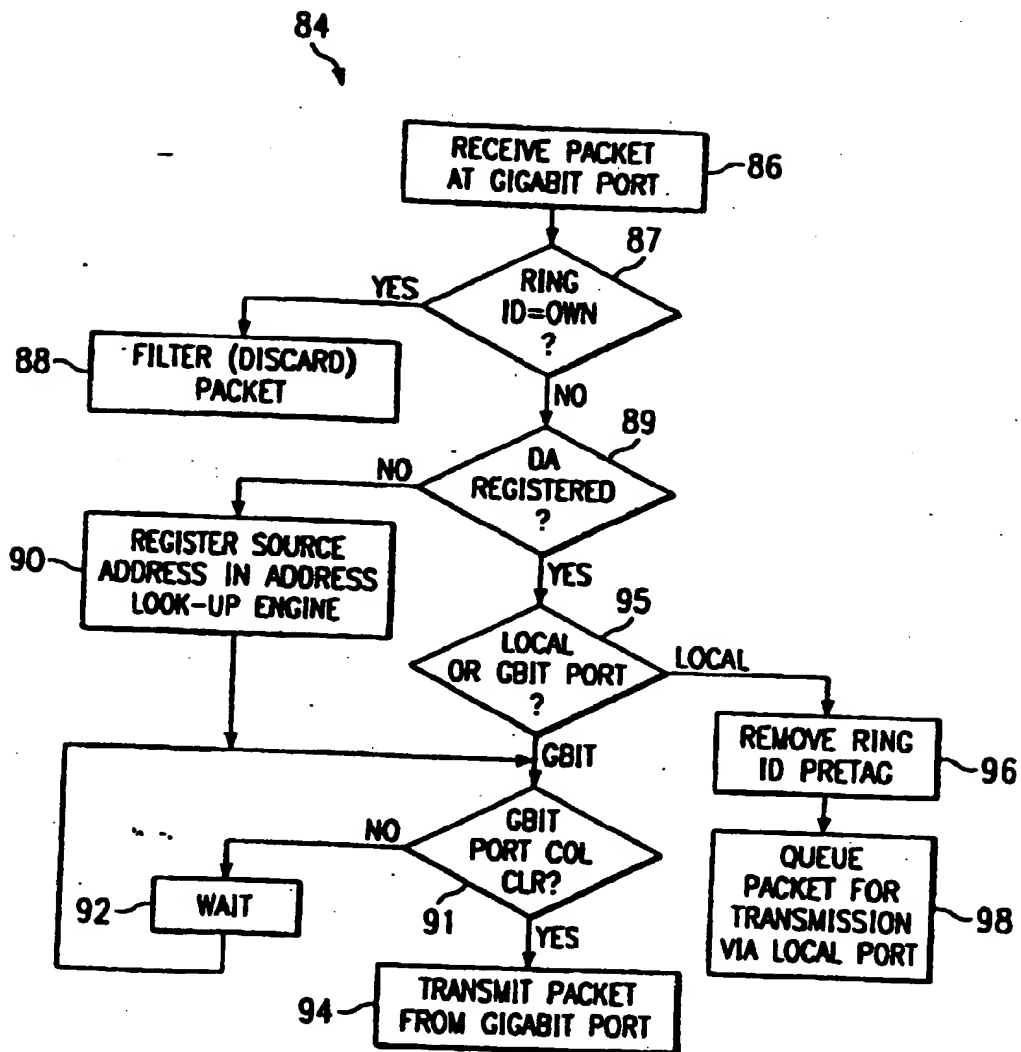 84
RECEIVE PACKET
AT GIGABIT PORT
86
87
RING
ID=OWN
?
YES
NO
88
FILTER (DISCARD)
PACKET
89
DA
REGISTERED
?
NO
YES
90
REGISTER SOURCE
ADDRESS IN ADDRESS
LOOK-UP ENGINE
95
LOCAL
OR GBIT PORT
?
LOCAL
GBIT
REMOVE RING
ID PRETAG
96
GBIT
PORT COL
CLR?
NO
91
YES
92
WAIT
QUEUE
PACKET FOR
TRANSMISSION
VIA LOCAL PORT
98
94
TRANSMIT PACKET
FROM GIGABIT PORT